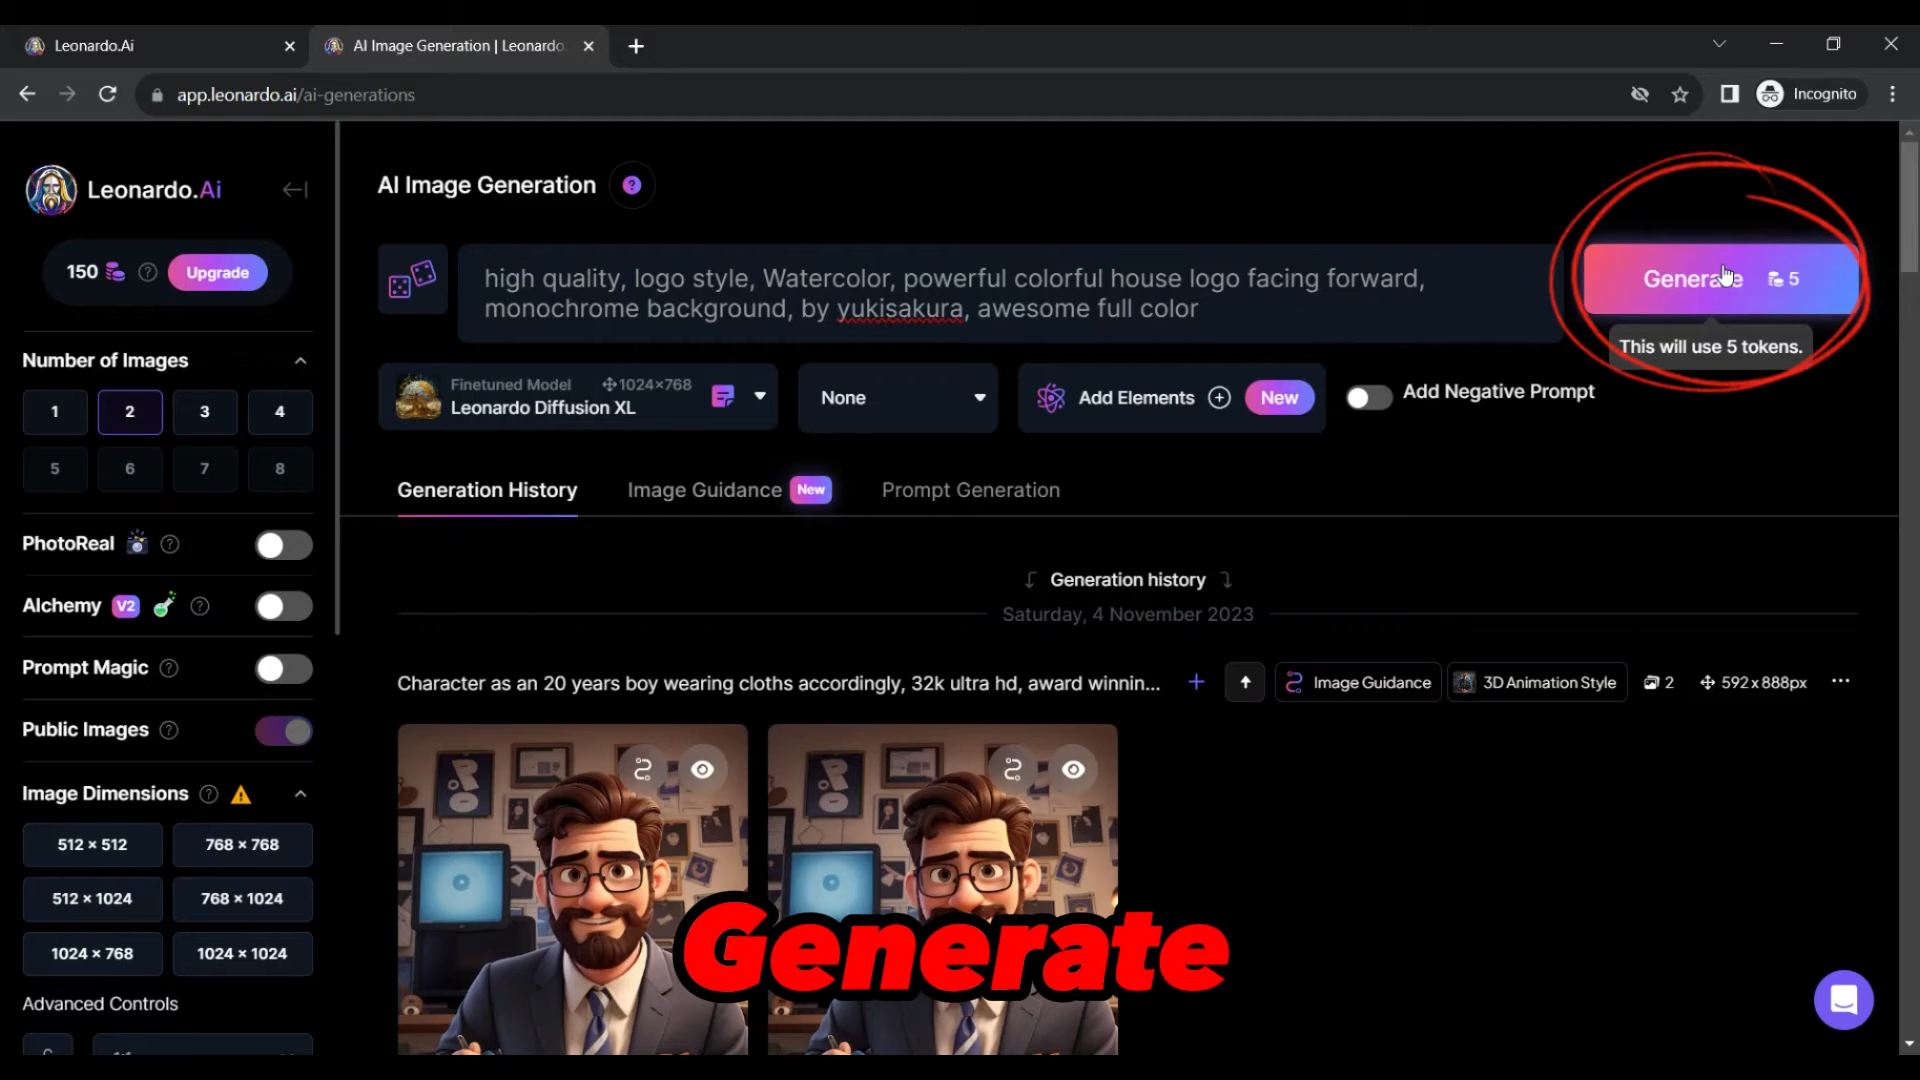 Leonardo.Ai
AI Image Generation | Leonardo
app.leonardo.ai/ai-generations
Incognito
Leonardo.Ai
150
Upgrade
Number of Images
1 2 3 4
5 6 7 8
PhotoReal
Alchemy V2
Prompt Magic
Public Images
Image Dimensions
512 × 512 768 × 768
512 × 1024 768 × 1024
1024 × 768 1024 × 1024
Advanced Controls
AI Image Generation
high quality, logo style, Watercolor, powerful colorful house logo facing forward,
monochrome background, by yukisakura, awesome full color
Generate 5
This will use 5 tokens.
Finetuned Model 1024×768
Leonardo Diffusion XL
None
Add Elements New
Add Negative Prompt
Generation History Image Guidance New Prompt Generation
Generation history
Saturday, 4 November 2023
Character as an 20 years boy wearing cloths accordingly, 32k ultra hd, award winnin...
Image Guidance 3D Animation Style 2 592 x 888px
Generate